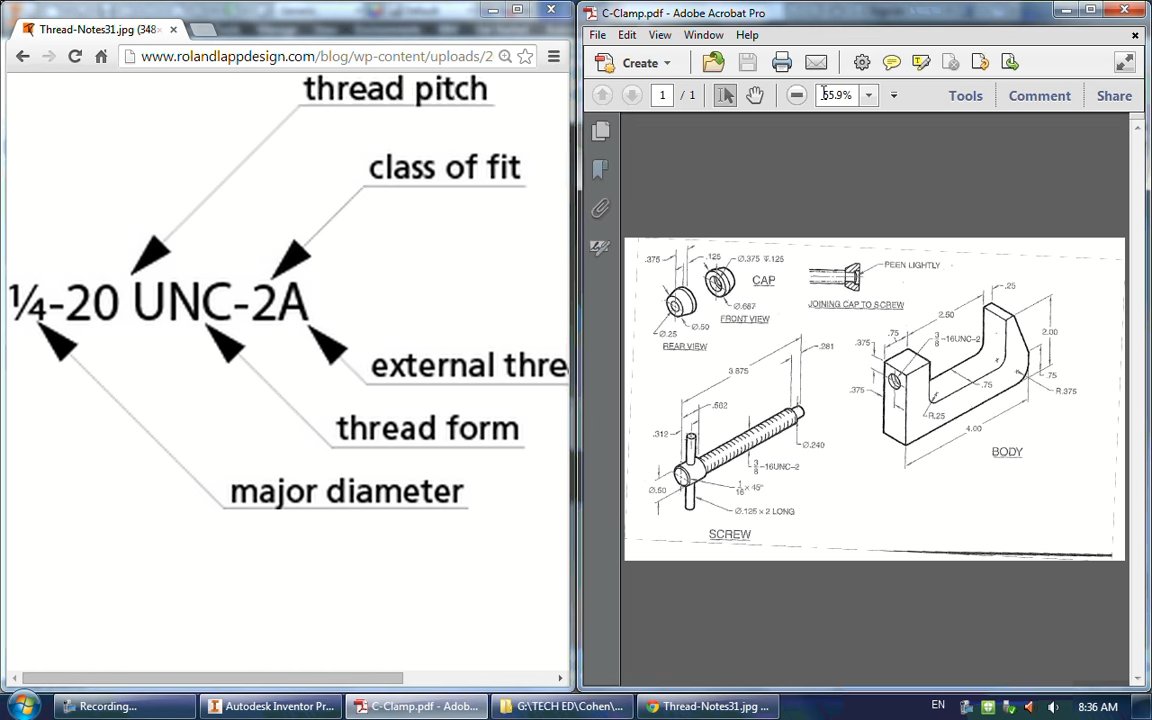 Thread-Notes31.jpg (348×
www.rolandlappdesign.com/blog/wp-content/uploads/2
thread pitch
class of fit
¼-20 UNC-2A
external thre
thread form
major diameter
C-Clamp.pdf - Adobe Acrobat Pro
File Edit View Window Help
Create
1 / 1
65.9%
Tools Comment Share
.375
.125
Ø.375 ↧.125
CAP
Ø.687
FRONT VIEW
Ø.50
Ø.25
REAR VIEW
PEEN LIGHTLY
JOINING CAP TO SCREW
.281
3.875
.562
.312
Ø.240
3/8-16UNC-2
1/16 × 45°
Ø.50
Ø.125 × 2 LONG
SCREW
.25
2.50
2.00
.75
3/8-16UNC-2
.375
.375
.75
.75
R.375
R.25
4.00
BODY
Recording...
Autodesk Inventor Pr...
C-Clamp.pdf - Adob...
G:\TECH ED\Cohen\...
Thread-Notes31.jpg ...
EN
8:36 AM